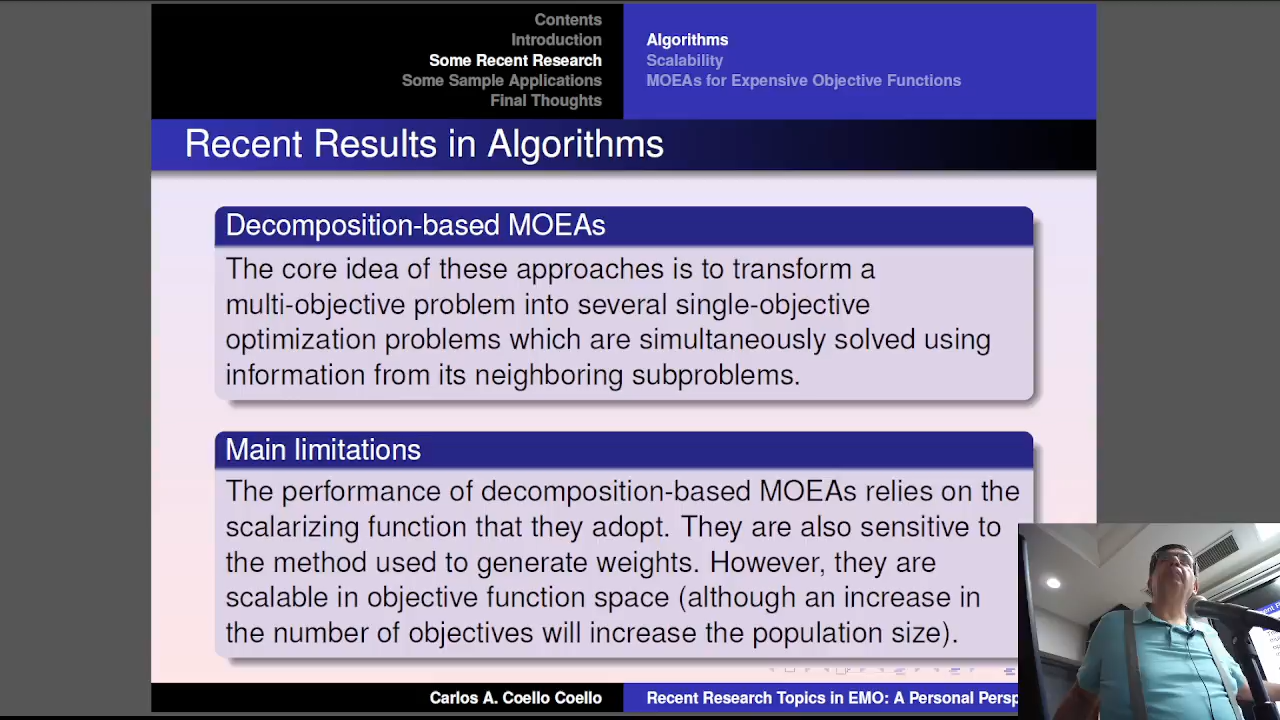 Contents
Introduction
Some Recent Research
Some Sample Applications
Final Thoughts
Algorithms
Scalability
MOEAs for Expensive Objective Functions
Recent Results in Algorithms
Decomposition-based MOEAs
The core idea of these approaches is to transform a
multi-objective problem into several single-objective
optimization problems which are simultaneously solved using
information from its neighboring subproblems.
Main limitations
The performance of decomposition-based MOEAs relies on the
scalarizing function that they adopt. They are also sensitive to
the method used to generate weights. However, they are
scalable in objective function space (although an increase in
the number of objectives will increase the population size).
Carlos A. Coello Coello
Recent Research Topics in EMO: A Personal Persp